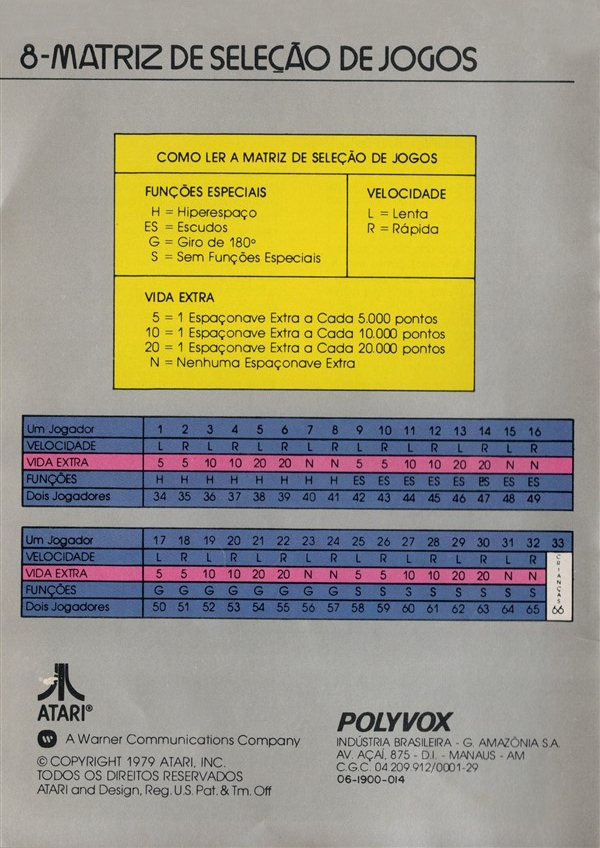 8-MATRIZ DE SELEÇÃO DE JOGOS
COMO LER A MATRIZ DE SELEÇÃO DE JOGOS
FUNÇÕES ESPECIAIS
H = Hiperespaço
ES = Escudos
G = Giro de 180º
S = Sem Funções Especiais
VELOCIDADE
L = Lenta
R = Rápida
VIDA EXTRA
5 = 1 Espaçonave Extra a Cada 5.000 pontos
10 = 1 Espaçonave Extra a Cada 10.000 pontos
20 = 1 Espaçonave Extra a Cada 20.000 pontos
N = Nenhuma Espaçonave Extra
Um Jogador 1 2 3 4 5 6 7 8 9 10 11 12 13 14 15 16
VELOCIDADE L R L R L R L R L R L R L R L R
VIDA EXTRA 5 5 10 10 20 20 N N 5 5 10 10 20 20 N N
FUNÇÕES H H H H H H H H ES ES ES ES ES ES ES ES
Dois Jogadores 34 35 36 37 38 39 40 41 42 43 44 45 46 47 48 49
Um Jogador 17 18 19 20 21 22 23 24 25 26 27 28 29 30 31 32 33
VELOCIDADE L R L R L R L R L R L R L R L R
VIDA EXTRA 5 5 10 10 20 20 N N 5 5 10 10 20 20 N N
FUNÇÕES G G G G G G G G S S S S S S S S
Dois Jogadores 50 51 52 53 54 55 56 57 58 59 60 61 62 63 64 65 66
CRIANÇAS
ATARI®
A Warner Communications Company
© COPYRIGHT 1979 ATARI, INC.
TODOS OS DIREITOS RESERVADOS
ATARI and Design, Reg. U.S. Pat. & Tm. Off
POLYVOX
INDÚSTRIA BRASILEIRA - G. AMAZÔNIA S.A.
AV. AÇAÍ, 875 - D.I. - MANAUS - AM
C.G.C. 04 209 912/0001-29
06-1900-014